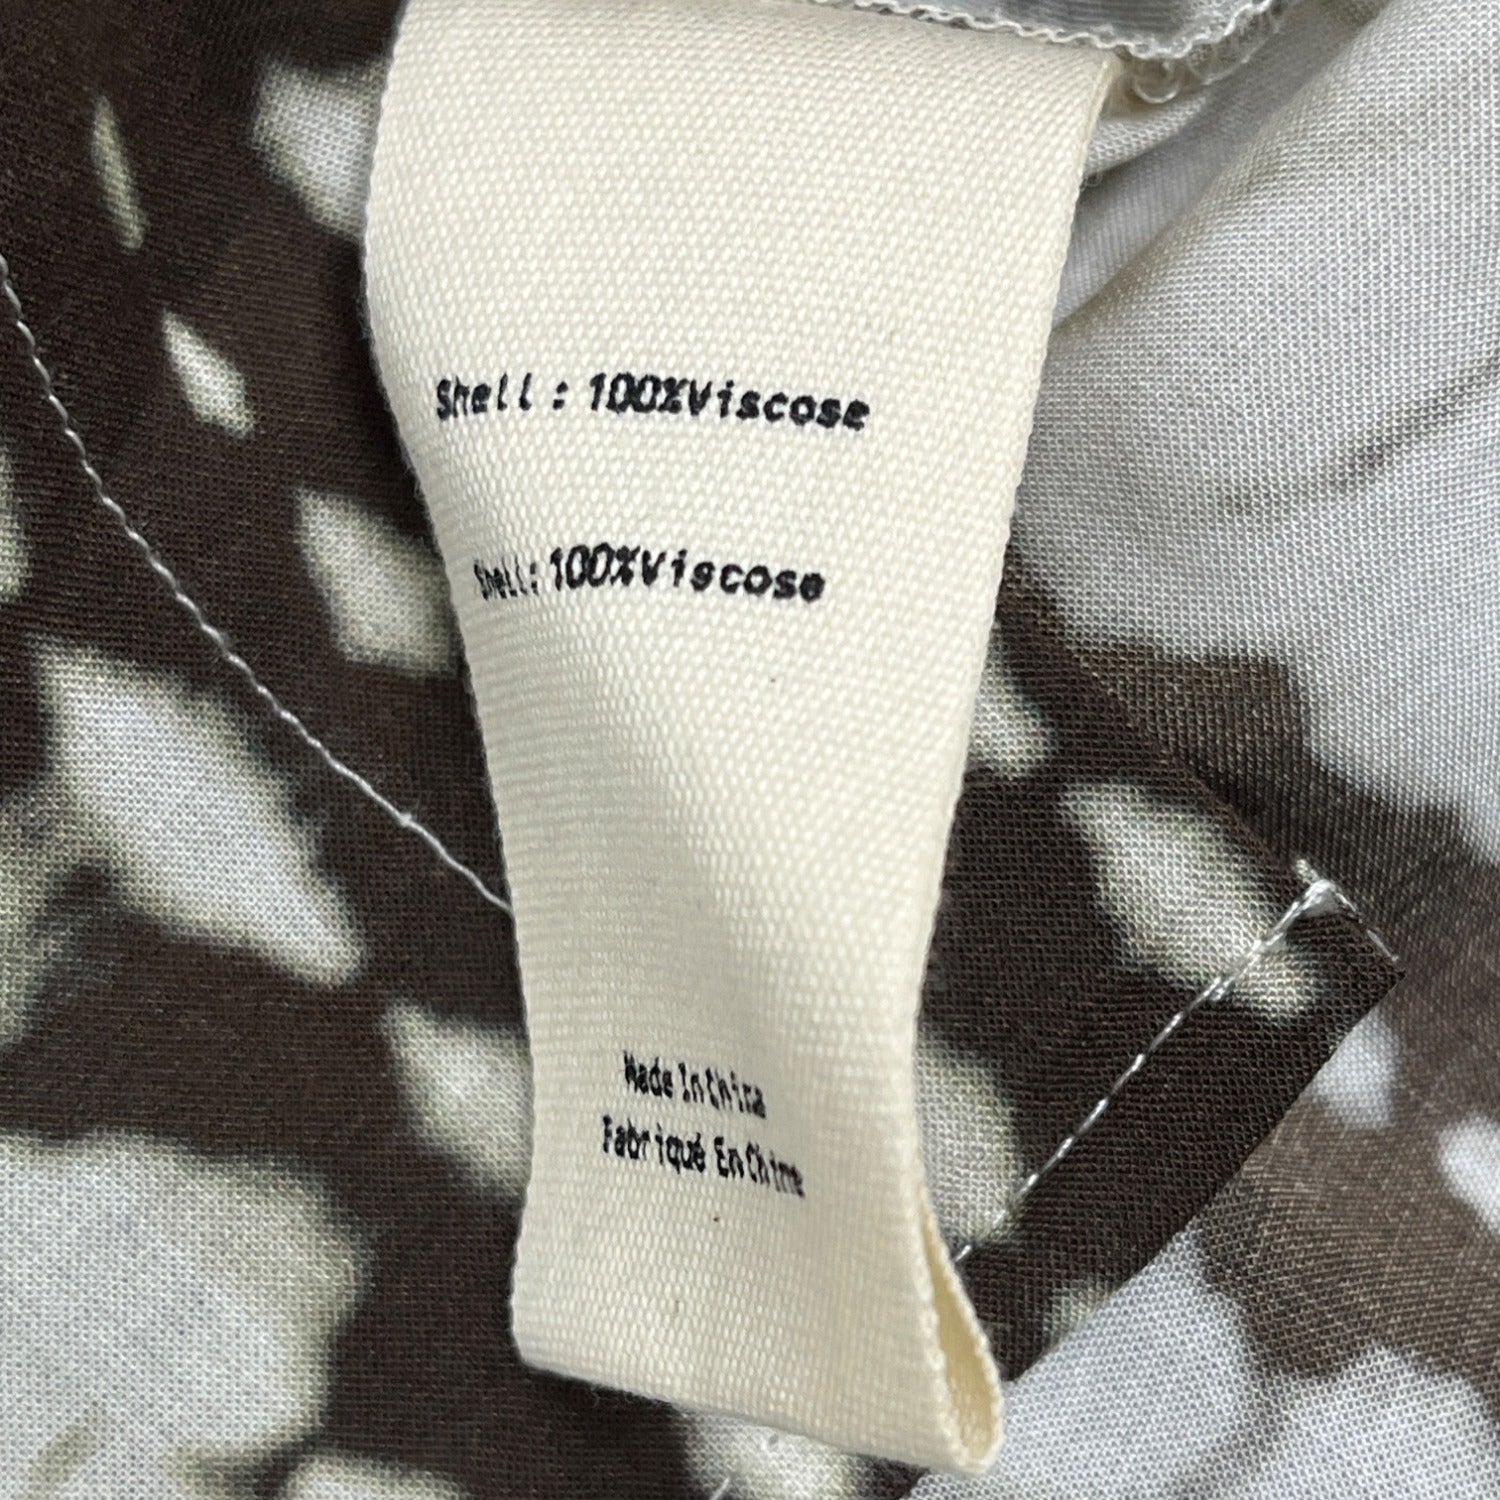 Shell: 100%Viscose
Shell: 100%Viscose
Made In China
Fabriqué En Chine